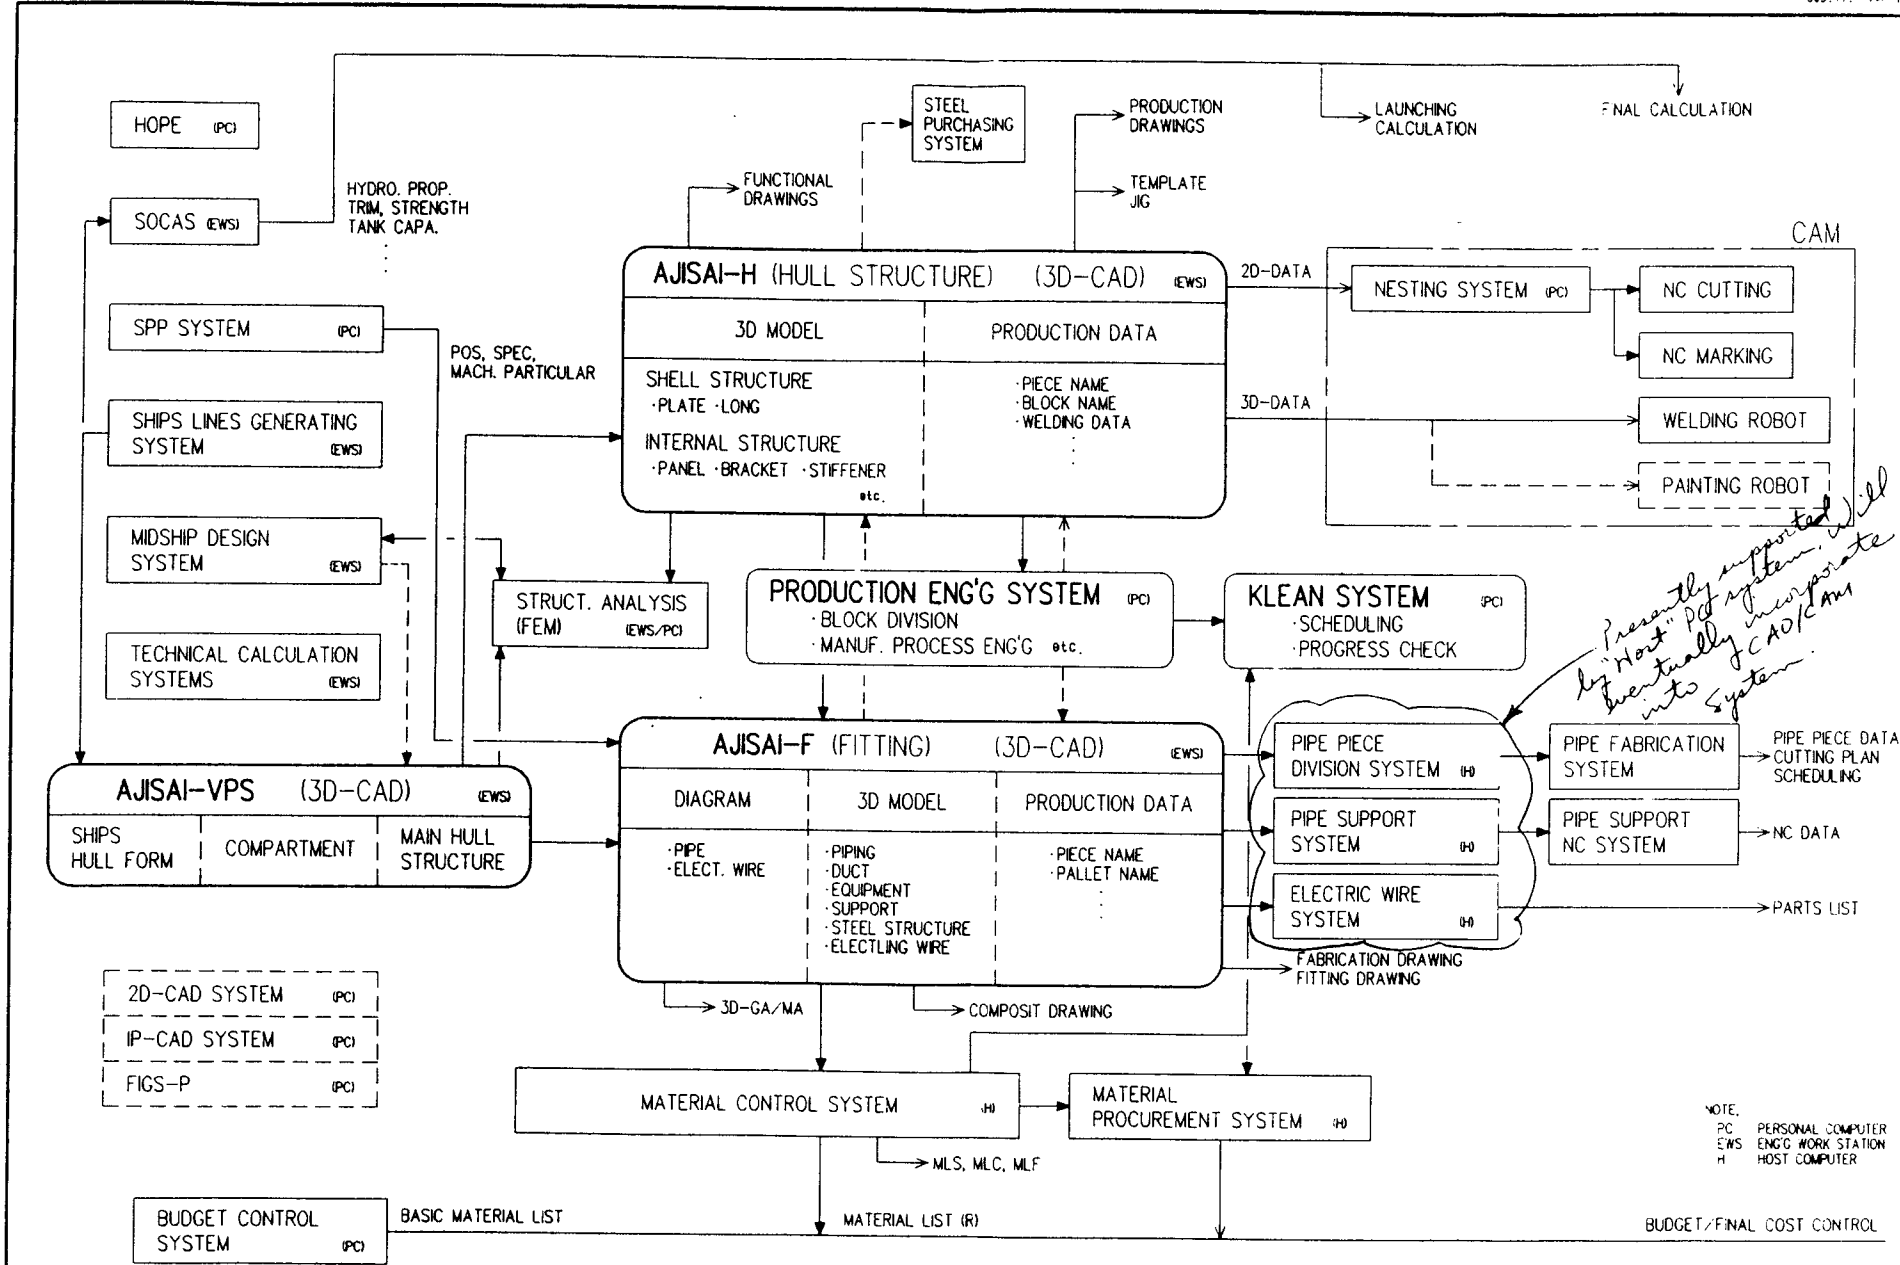 HOPE (PC)
SOCAS (EWS)
HYDRO. PROP.
TRIM, STRENGTH
TANK CAPA.
SPP SYSTEM (PC)
POS, SPEC,
MACH. PARTICULAR
SHIPS LINES GENERATING
SYSTEM (EWS)
MIDSHIP DESIGN
SYSTEM (EWS)
TECHNICAL CALCULATION
SYSTEMS (EWS)
STRUCT. ANALYSIS
(FEM) (EWS/PC)
AJISAI-VPS (3D-CAD) (EWS)
SHIPS
HULL FORM
COMPARTMENT
MAIN HULL
STRUCTURE
2D-CAD SYSTEM (PC)
IP-CAD SYSTEM (PC)
FIGS-P (PC)
FUNCTIONAL
DRAWINGS
STEEL
PURCHASING
SYSTEM
PRODUCTION
DRAWINGS
TEMPLATE
JIG
LAUNCHING
CALCULATION
FINAL CALCULATION
AJISAI-H (HULL STRUCTURE) (3D-CAD) (EWS)
3D MODEL
PRODUCTION DATA
SHELL STRUCTURE
·PLATE ·LONG
INTERNAL STRUCTURE
·PANEL ·BRACKET ·STIFFENER
etc.
·PIECE NAME
·BLOCK NAME
·WELDING DATA
2D-DATA
3D-DATA
CAM
NESTING SYSTEM (PC)
NC CUTTING
NC MARKING
WELDING ROBOT
PAINTING ROBOT
PRODUCTION ENG'G SYSTEM (PC)
·BLOCK DIVISION
·MANUF. PROCESS ENG'G etc.
KLEAN SYSTEM (PC)
·SCHEDULING
·PROGRESS CHECK
Presently supported
by "Host" PC system. Will
eventually incorporate
into CAD/CAM
System.
AJISAI-F (FITTING) (3D-CAD) (EWS)
DIAGRAM
3D MODEL
PRODUCTION DATA
·PIPE
·ELECT. WIRE
·PIPING
·DUCT
·EQUIPMENT
·SUPPORT
·STEEL STRUCTURE
·ELECTLING WIRE
·PIECE NAME
·PALLET NAME
PIPE PIECE
DIVISION SYSTEM (H)
PIPE FABRICATION
SYSTEM
PIPE PIECE DATA
CUTTING PLAN
SCHEDULING
PIPE SUPPORT
SYSTEM (H)
PIPE SUPPORT
NC SYSTEM
NC DATA
ELECTRIC WIRE
SYSTEM (H)
PARTS LIST
FABRICATION DRAWING
FITTING DRAWING
3D-GA/MA
COMPOSIT DRAWING
MATERIAL CONTROL SYSTEM (H)
MATERIAL
PROCUREMENT SYSTEM (H)
MLS, MLC, MLF
NOTE.
PC PERSONAL COMPUTER
EWS ENG'G WORK STATION
H HOST COMPUTER
BUDGET CONTROL
SYSTEM (PC)
BASIC MATERIAL LIST
MATERIAL LIST (R)
BUDGET/FINAL COST CONTROL